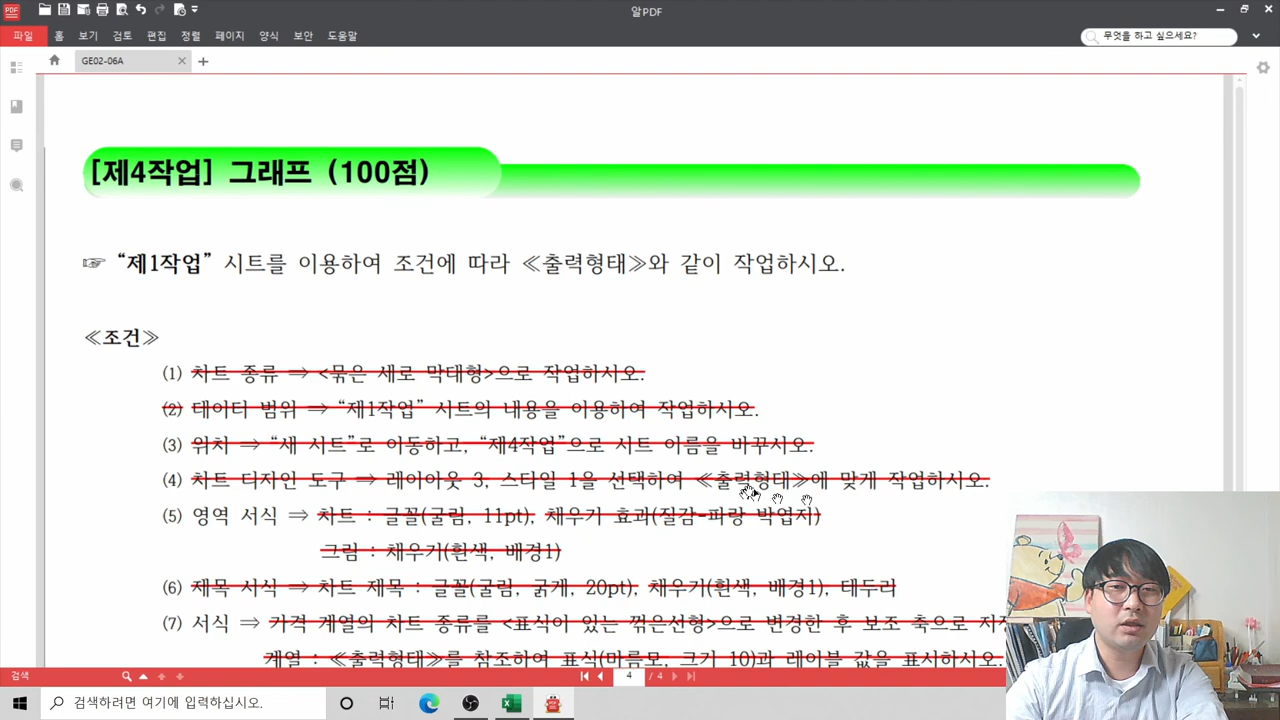 알PDF
파일 홈 보기 검토 편집 정렬 페이지 양식 보안 도움말
무엇을 하고 싶으세요?
GE02-06A
[제4작업] 그래프 (100점)
☞ “제1작업” 시트를 이용하여 조건에 따라 ≪출력형태≫와 같이 작업하시오.
≪조건≫
(1) 차트 종류 ⇒ <묶은 세로 막대형>으로 작업하시오.
(2) 데이터 범위 ⇒ “제1작업” 시트의 내용을 이용하여 작업하시오.
(3) 위치 ⇒ “새 시트”로 이동하고, “제4작업”으로 시트 이름을 바꾸시오.
(4) 차트 디자인 도구 ⇒ 레이아웃 3, 스타일 1을 선택하여 ≪출력형태≫에 맞게 작업하시오.
(5) 영역 서식 ⇒ 차트 : 글꼴(굴림, 11pt), 채우기 효과(질감-파랑 박엽지)
그림 : 채우기(흰색, 배경1)
(6) 제목 서식 ⇒ 차트 제목 : 글꼴(굴림, 굵게, 20pt), 채우기(흰색, 배경1), 테두리
(7) 서식 ⇒ 가격 계열의 차트 종류를 <표식이 있는 꺾은선형>으로 변경한 후 보조 축으로
계열 : ≪출력형태≫를 참조하여 표식(마름모, 크기 10)과 레이블 값을 표시하시오.
검색 4 / 4
검색하려면 여기에 입력하십시오.